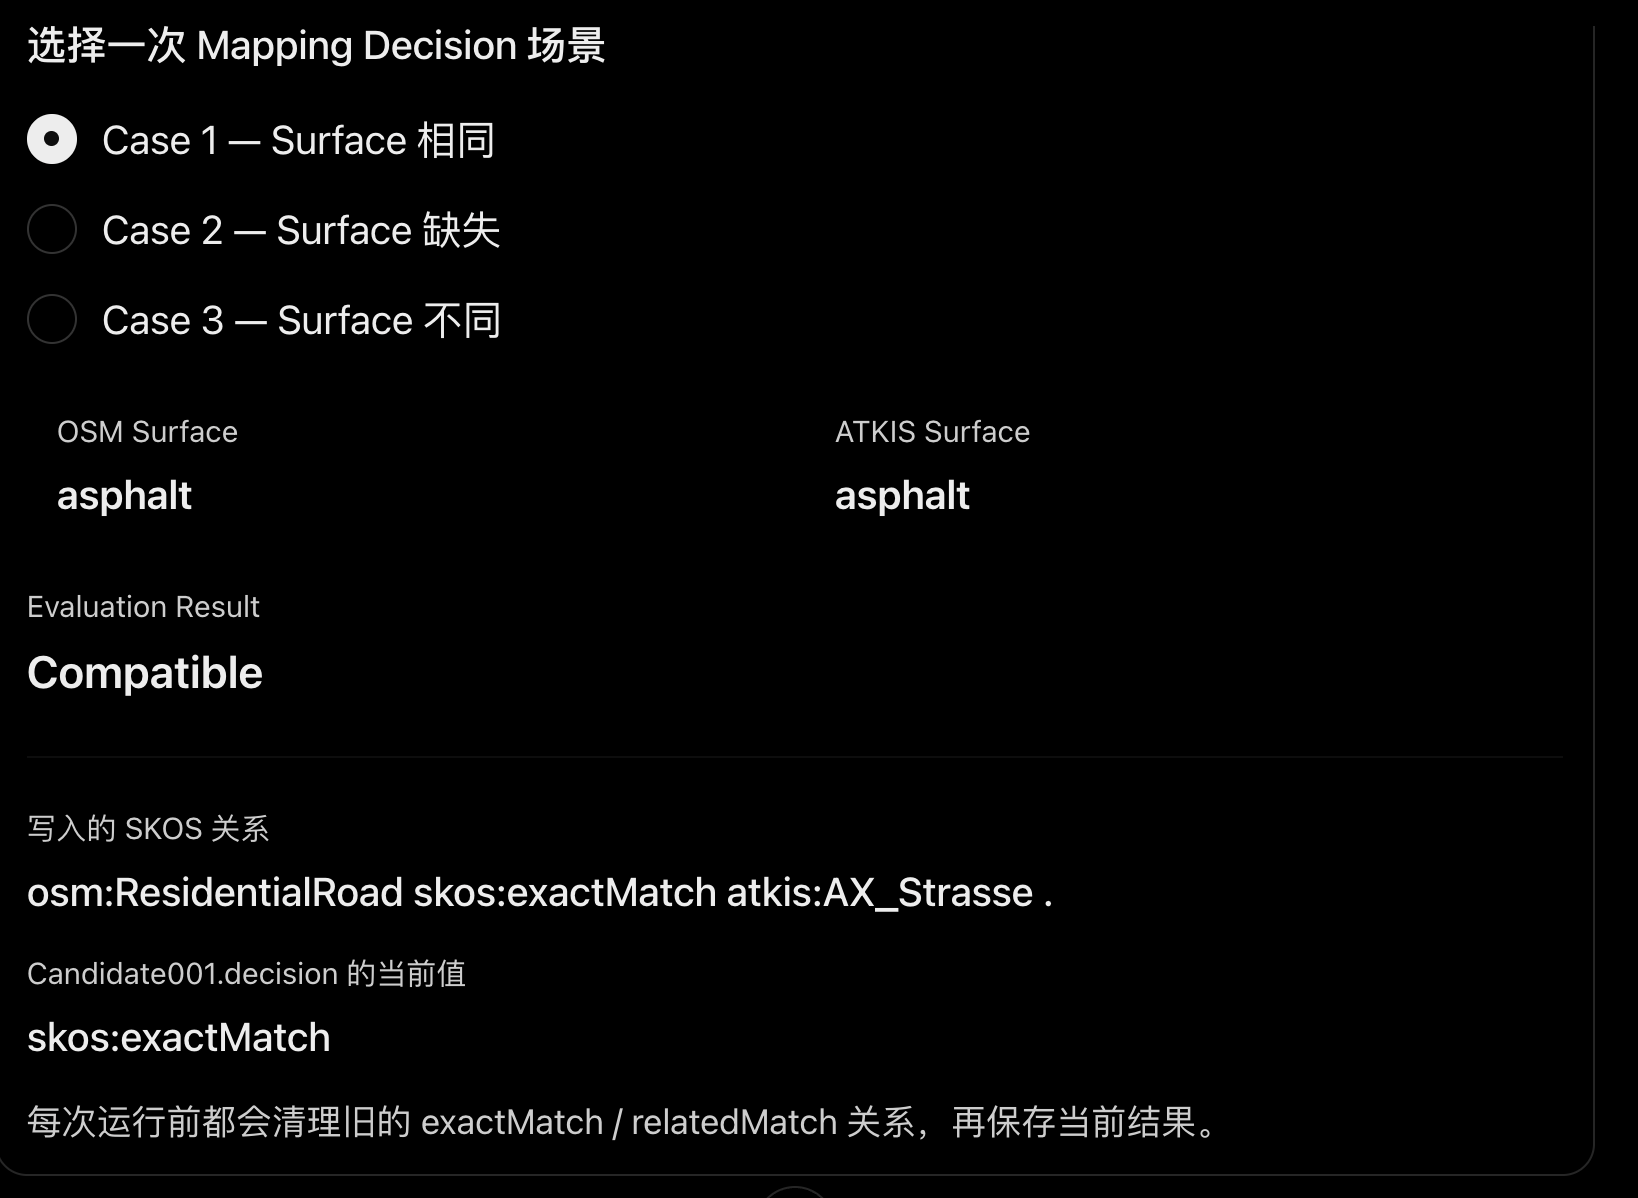 选择一次 Mapping Decision 场景
Case 1 — Surface 相同
Case 2 — Surface 缺失
Case 3 — Surface 不同
OSM Surface
ATKIS Surface
asphalt
asphalt
Evaluation Result
Compatible
写入的 SKOS 关系
osm:ResidentialRoad skos:exactMatch atkis:AX_Strasse .
Candidate001.decision 的当前值
skos:exactMatch
每次运行前都会清理旧的 exactMatch / relatedMatch 关系，再保存当前结果。